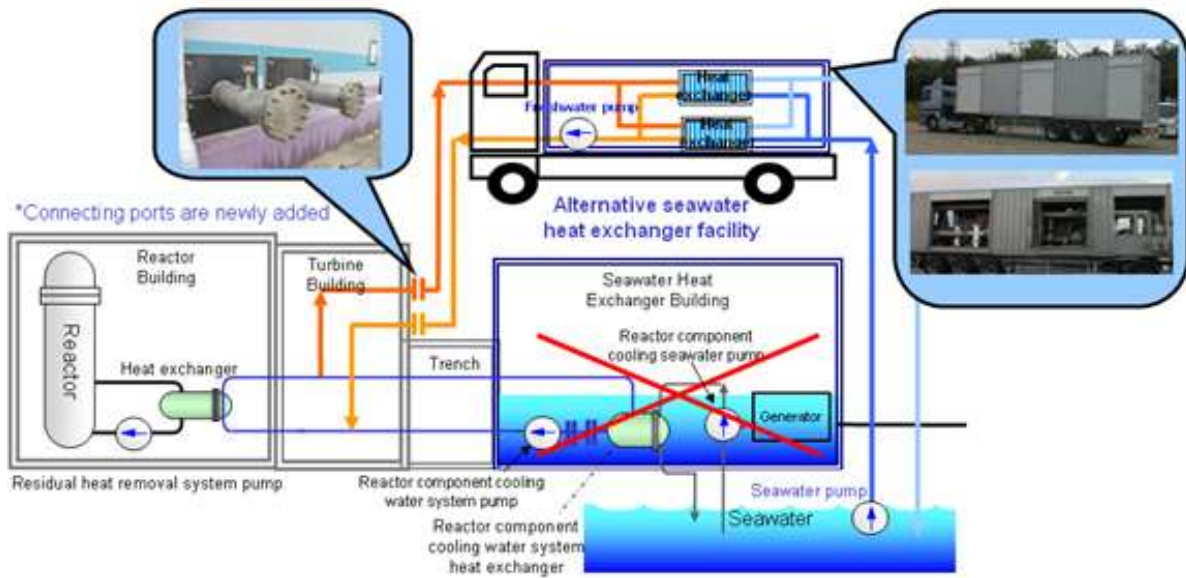 Heat
exchanger
Freshwater pump
Heat
exchanger
*Connecting ports are newly added
Alternative seawater
heat exchanger facility
Reactor
Building
Turbine
Building
Seawater Heat
Exchanger Building
Reactor
Heat exchanger
Trench
Reactor component
cooling seawater pump
Generator
Residual heat removal system pump
Reactor component cooling
water system pump
Reactor component
cooling water system
heat exchanger
Seawater pump
Seawater